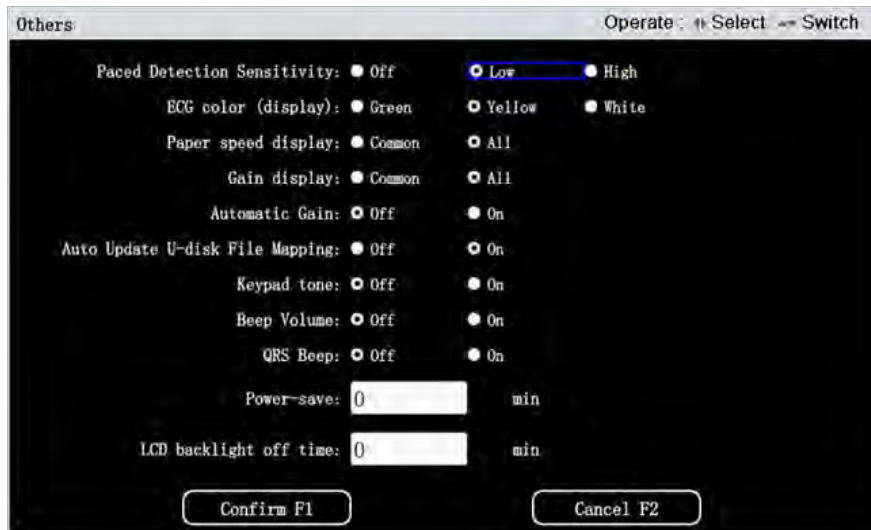 Others Operate : Select Switch
Paced Detection Sensitivity: Off Low High
ECG color (display): Green Yellow White
Paper speed display: Common All
Gain display: Common All
Automatic Gain: Off On
Auto Update U-disk File Mapping: Off On
Keypad tone: Off On
Beep Volume: Off On
QRS Beep: Off On
Power-save: 0 min
LCD backlight off time: 0 min
Confirm F1 Cancel F2